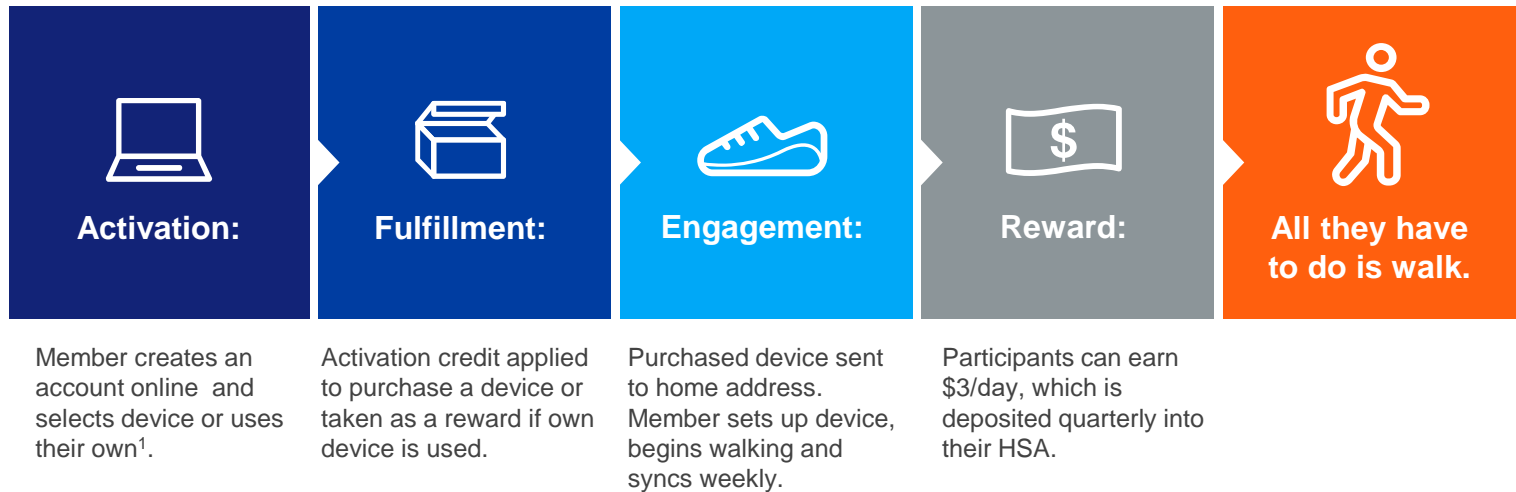 $
Activation:
Fulfillment:
Engagement:
Reward:
All they have
to do is walk.
Member creates an
account online  and
selects device or uses
their own¹.
Activation credit applied
to purchase a device or
taken as a reward if own
device is used.
Purchased device sent
to home address.
Member sets up device,
begins walking and
syncs weekly.
Participants can earn
$3/day, which is
deposited quarterly into
their HSA.